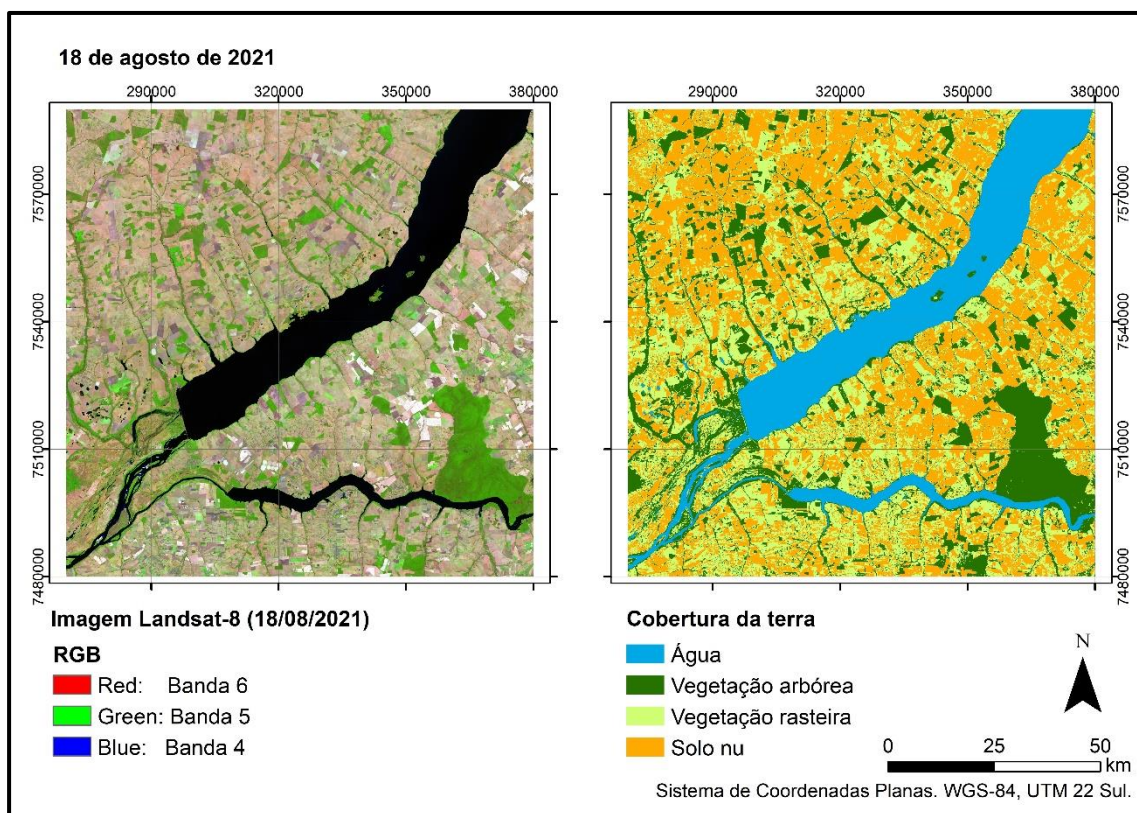 18 de agosto de 2021
290000 320000 350000 380000
290000 320000 350000 380000
7570000
7540000
7510000
7480000
7570000
7540000
7510000
7480000
Imagem Landsat-8 (18/08/2021)
RGB
Red: Banda 6
Green: Banda 5
Blue: Banda 4
Cobertura da terra
Água
Vegetação arbórea
Vegetação rasteira
Solo nu
N
0 25 50
km
Sistema de Coordenadas Planas. WGS-84, UTM 22 Sul.